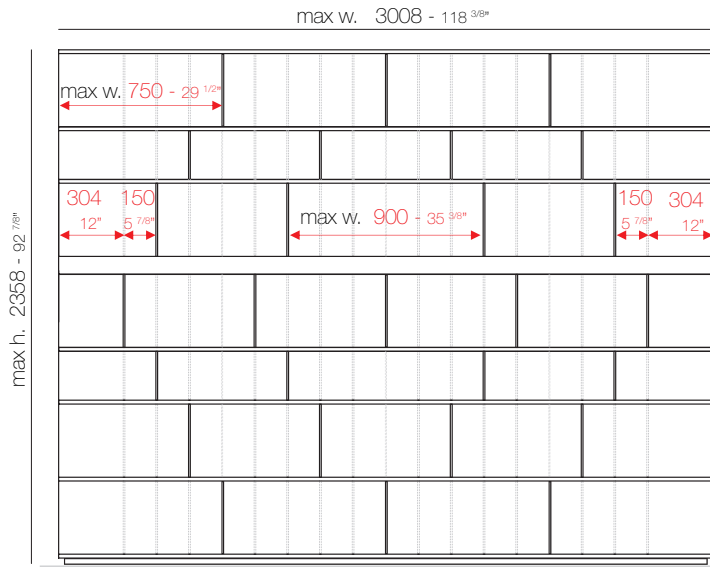 max w. 3008 - 118 3/8"
max w. 750 - 29 1/2"
304 150
12" 5 7/8"
max w. 900 - 35 3/8"
150 304
5 7/8" 12"
max h. 2358 - 92 7/8"